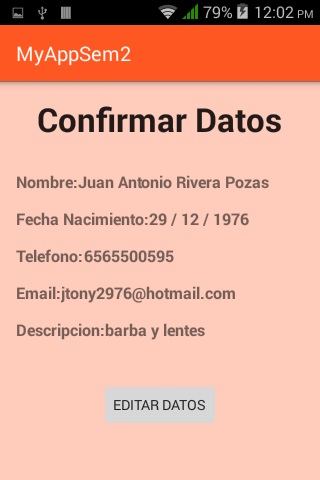 79% 12:02 PM
MyAppSem2
Confirmar Datos
Nombre:Juan Antonio Rivera Pozas
Fecha Nacimiento:29 / 12 / 1976
Telefono:6565500595
Email:jtony2976@hotmail.com
Descripcion:barba y lentes
EDITAR DATOS